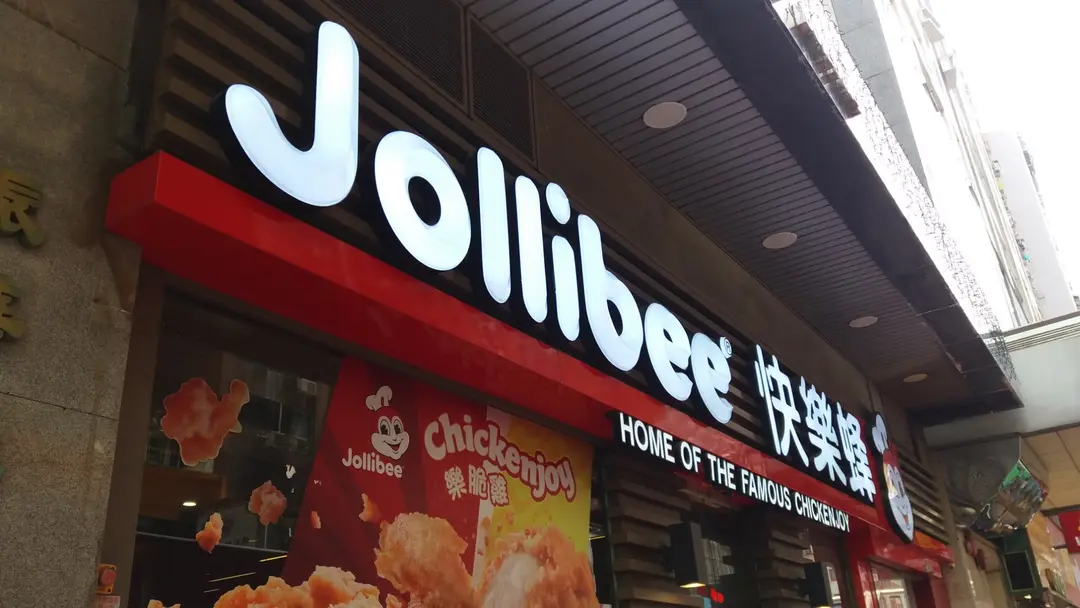 Jollibee® 快樂蜂
HOME OF THE FAMOUS CHICKENJOY
Jollibee
Chickenjoy
樂脆雞